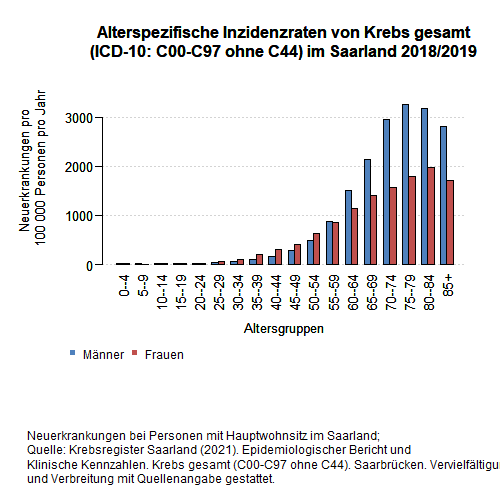 Alterspezifische Inzidenzraten von Krebs gesamt
(ICD-10: C00-C97 ohne C44) im Saarland 2018/2019
Neuerkrankungen pro
100 000 Personen pro Jahr
3000
2000
1000
0
0--4
5--9
10--14
15--19
20--24
25--29
30--34
35--39
40--44
45--49
50--54
55--59
60--64
65--69
70--74
75--79
80--84
85+
Altersgruppen
Männer
Frauen
Neuerkrankungen bei Personen mit Hauptwohnsitz im Saarland;
Quelle: Krebsregister Saarland (2021). Epidemiologischer Bericht und
Klinische Kennzahlen. Krebs gesamt (C00-C97 ohne C44). Saarbrücken. Vervielfältigu
und Verbreitung mit Quellenangabe gestattet.